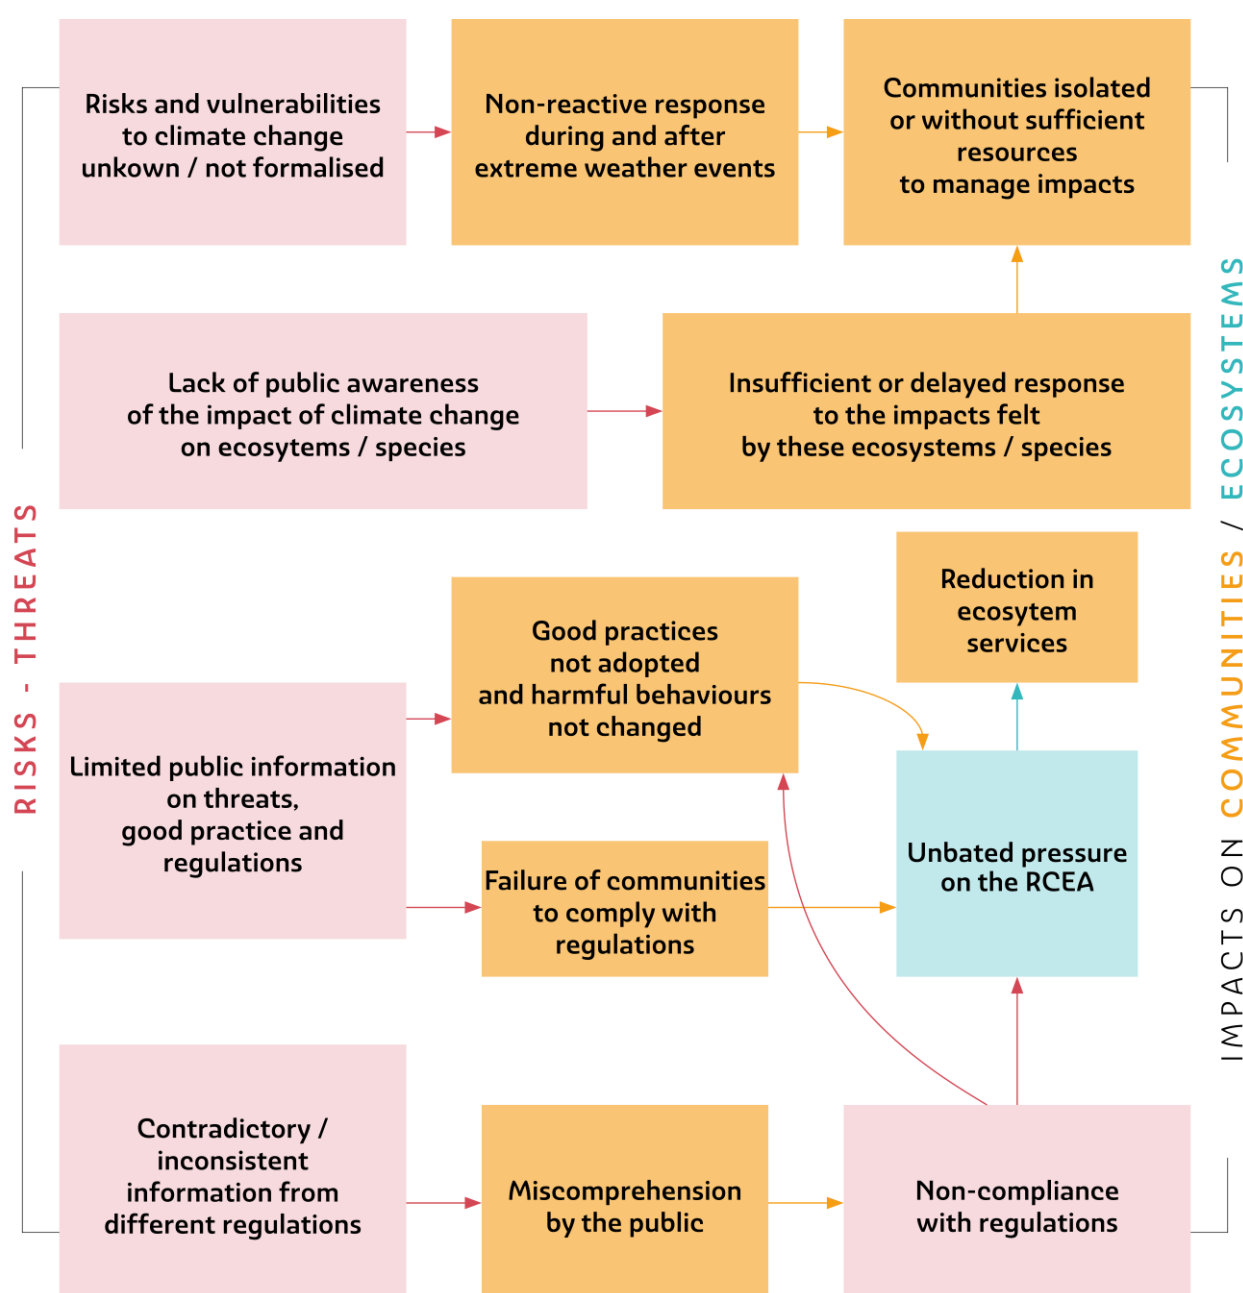 Risks and vulnerabilities
to climate change
unkown / not formalised
Non-reactive response
during and after
extreme weather events
Communities isolated
or without sufficient
resources
to manage impacts
Lack of public awareness
of the impact of climate change
on ecosytems / species
Insufficient or delayed response
to the impacts felt
by these ecosystems / species
RISKS - THREATS
IMPACTS ON COMMUNITIES / ECOSYSTEMS
Reduction in
ecosytem
services
Good practices
not adopted
and harmful behaviours
not changed
Limited public information
on threats,
good practice and
regulations
Unbated pressure
on the RCEA
Failure of communities
to comply with
regulations
Contradictory /
inconsistent
information from
different regulations
Miscomprehension
by the public
Non-compliance
with regulations